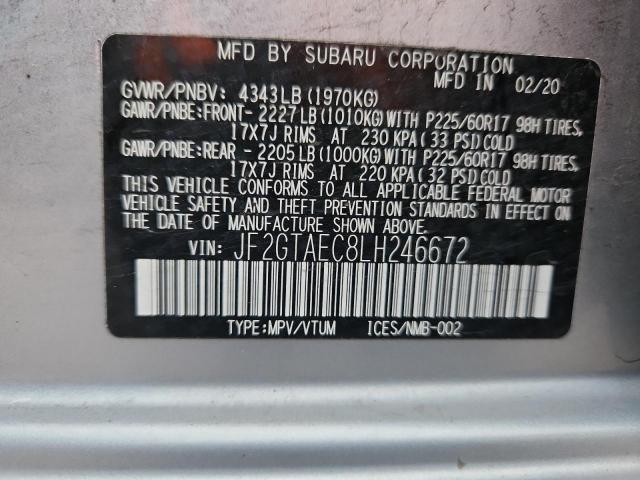 MFD BY SUBARU CORPORATION
MFD IN 02/20
GVWR/PNBV: 4343LB (1970KG)
GAWR/PNBE:FRONT-2227LB(1010KG)WITH P225/60R17 98H TIRES,
17X7J RIMS AT 230 KPA(33 PSI)COLD
GAWR/PNBE:REAR -2205LB(1000KG)WITH P225/60R17 98H TIRES,
17X7J RIMS AT 220 KPA(32 PSI)COLD
THIS VEHICLE CONFORMS TO ALL APPLICABLE FEDERAL MOTOR
VEHICLE SAFETY AND THEFT PREVENTION STANDARDS IN EFFECT ON
THE DATE OF MANUFACTURE SHOWN ABOVE.
VIN: JF2GTAEC8LH246672
TYPE:MPV/VTUM ICES/NMB-002